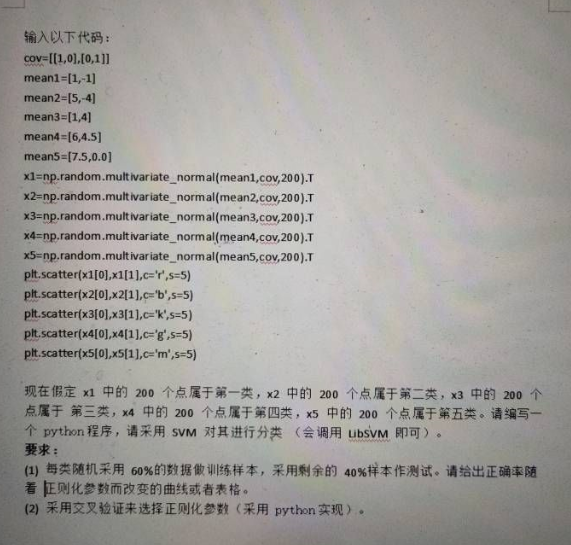 输入以下代码：
cov=[[1,0],[0,1]]
mean1=[1,-1]
mean2=[5,-4]
mean3=[1,4]
mean4=[6,4.5]
mean5=[7.5,0.0]
x1=np.random.multivariate_normal(mean1,cov,200).T
x2=np.random.multivariate_normal(mean2,cov,200).T
x3=np.random.multivariate_normal(mean3,cov,200).T
x4=np.random.multivariate_normal(mean4,cov,200).T
x5=np.random.multivariate_normal(mean5,cov,200).T
plt.scatter(x1[0],x1[1],c='r',s=5)
plt.scatter(x2[0],x2[1],c='b',s=5)
plt.scatter(x3[0],x3[1],c='k',s=5)
plt.scatter(x4[0],x4[1],c='g',s=5)
plt.scatter(x5[0],x5[1],c='m',s=5)
现在假定 x1 中的 200 个点属于第一类，x2 中的 200 个点属于第二类，x3 中的 200 个
点属于 第三类，x4 中的 200 个点属于第四类，x5 中的 200 个点属于第五类。请编写一
个 python程序，请采用 SVM 对其进行分类 （会调用 LibSVM 即可）。
要求：
(1) 每类随机采用 60%的数据做训练样本，采用剩余的 40%样本作测试。请给出正确率随
着 正则化参数而改变的曲线或者表格。
(2) 采用交叉验证来选择正则化参数（采用 python实现）。